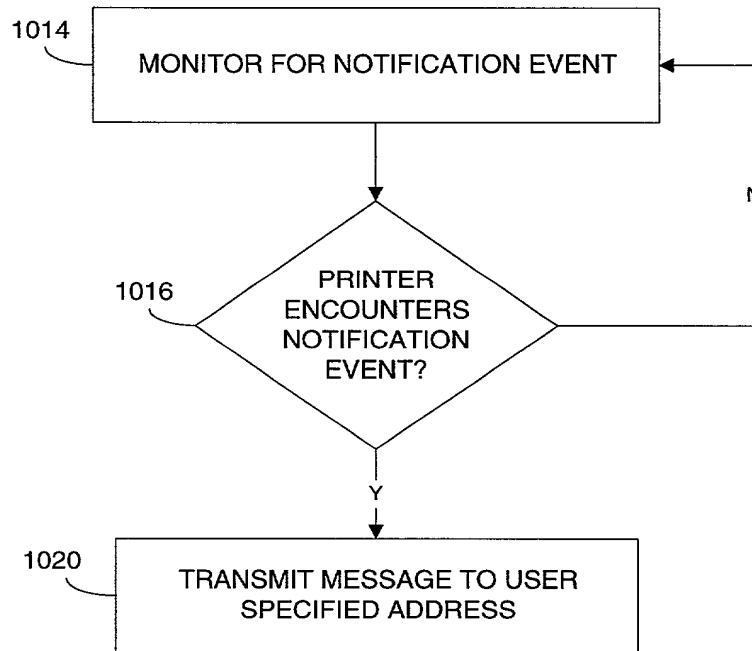 1014
MONITOR FOR NOTIFICATION EVENT
N
1016
PRINTER
ENCOUNTERS
NOTIFICATION
EVENT?
Y
1020
TRANSMIT MESSAGE TO USER
SPECIFIED ADDRESS